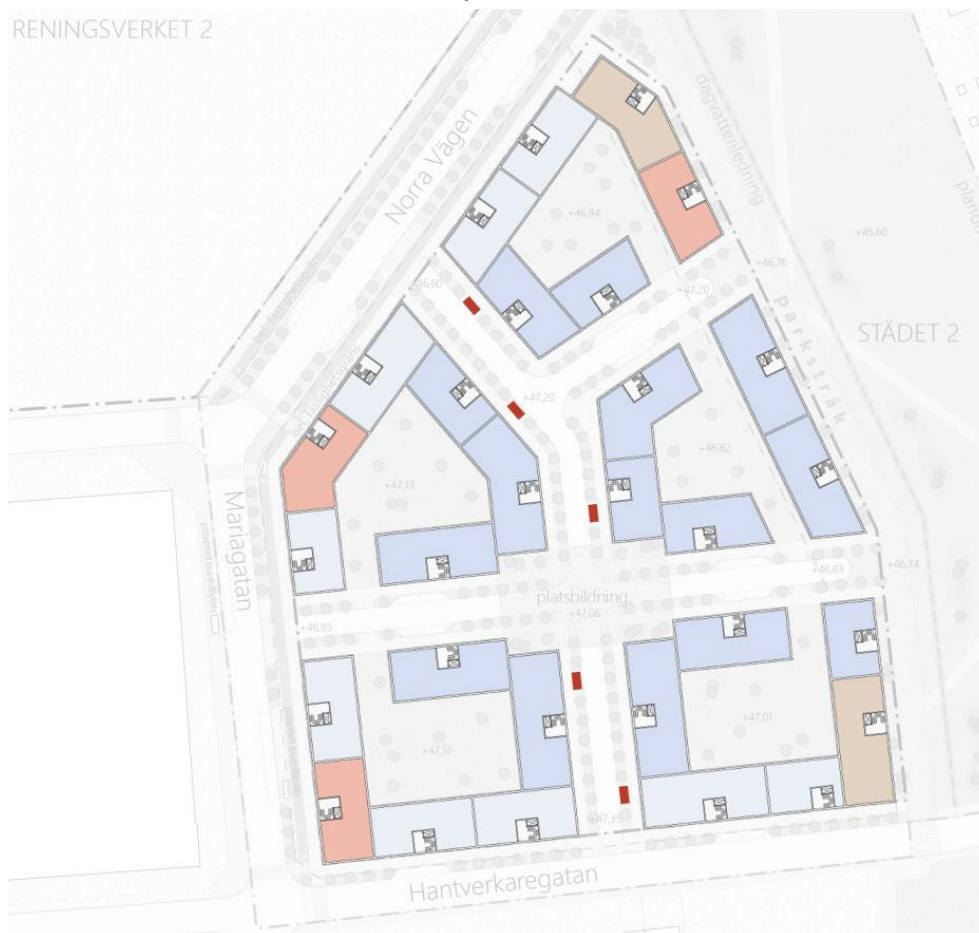 RENINGSVERKET 2
Norra Vägen
dagvattenledning
+46,84
+45,60
+46,76
+46,60
+47,20
parkstråk
STÄDET 2
bef. fastighetsgräns
+47,20
+46,82
+47,13
Mariagatan
+46,83
+46,74
platsbildning
+47,06
+46,95
+47,13
+47,01
+47,35
Hantverkaregatan